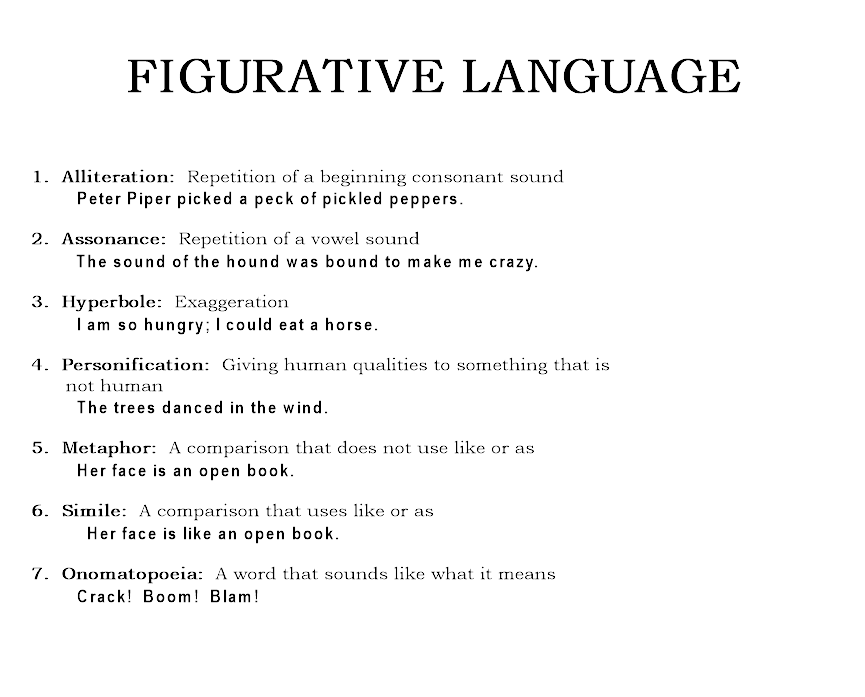 FIGURATIVE LANGUAGE
1. Alliteration: Repetition of a beginning consonant sound
Peter Piper picked a peck of pickled peppers.
2. Assonance: Repetition of a vowel sound
The sound of the hound was bound to make me crazy.
3. Hyperbole: Exaggeration
I am so hungry; I could eat a horse.
4. Personification: Giving human qualities to something that is
not human
The trees danced in the wind.
5. Metaphor: A comparison that does not use like or as
Her face is an open book.
6. Simile: A comparison that uses like or as
Her face is like an open book.
7. Onomatopoeia: A word that sounds like what it means
Crack! Boom! Blam!